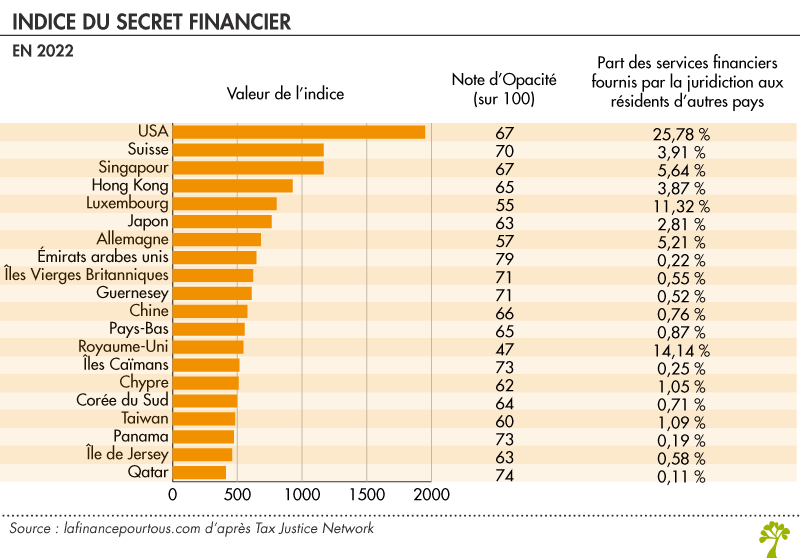 INDICE DU SECRET FINANCIER
EN 2022
Valeur de l'indice
Note d'Opacité
(sur 100)
Part des services financiers
fournis par la juridiction aux
résidents d'autres pays
USA 67 25,78 %
Suisse 70 3,91 %
Singapour 67 5,64 %
Hong Kong 65 3,87 %
Luxembourg 55 11,32 %
Japon 63 2,81 %
Allemagne 57 5,21 %
Émirats arabes unis 79 0,22 %
Îles Vierges Britanniques 71 0,55 %
Guernesey 71 0,52 %
Chine 66 0,76 %
Pays-Bas 65 0,87 %
Royaume-Uni 47 14,14 %
Îles Caïmans 73 0,25 %
Chypre 62 1,05 %
Corée du Sud 64 0,71 %
Taiwan 60 1,09 %
Panama 73 0,19 %
Île de Jersey 63 0,58 %
Qatar 74 0,11 %
0 500 1000 1500 2000
Source : lafinancepourtous.com d'après Tax Justice Network